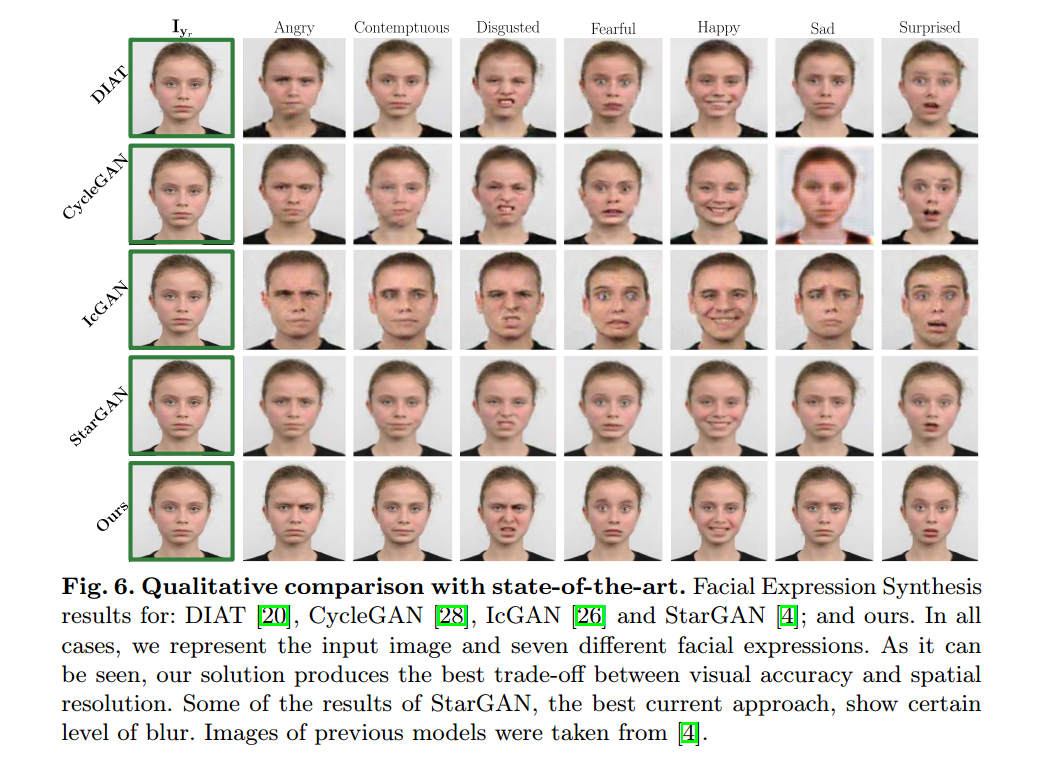 I_{y_r} Angry Contemptuous Disgusted Fearful Happy Sad Surprised
DIAT
CycleGAN
IcGAN
StarGAN
Ours
Fig. 6. Qualitative comparison with state-of-the-art. Facial Expression Synthesis
results for: DIAT [20], CycleGAN [28], IcGAN [26] and StarGAN [4]; and ours. In all
cases, we represent the input image and seven different facial expressions. As it can
be seen, our solution produces the best trade-off between visual accuracy and spatial
resolution. Some of the results of StarGAN, the best current approach, show certain
level of blur. Images of previous models were taken from [4].